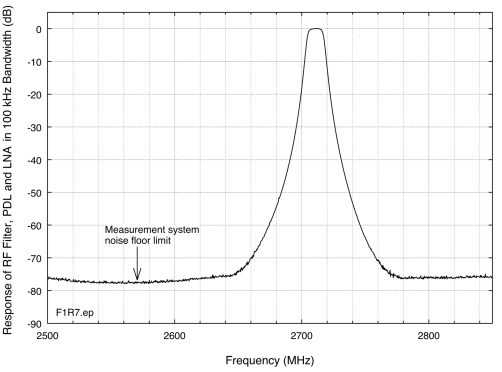 Response of RF Filter, PDL and LNA in 100 kHz Bandwidth (dB)
0
-10
-20
-30
-40
-50
-60
-70
-80
-90
Measurement system
noise floor limit
F1R7.ep
2500
2600
2700
2800
Frequency (MHz)